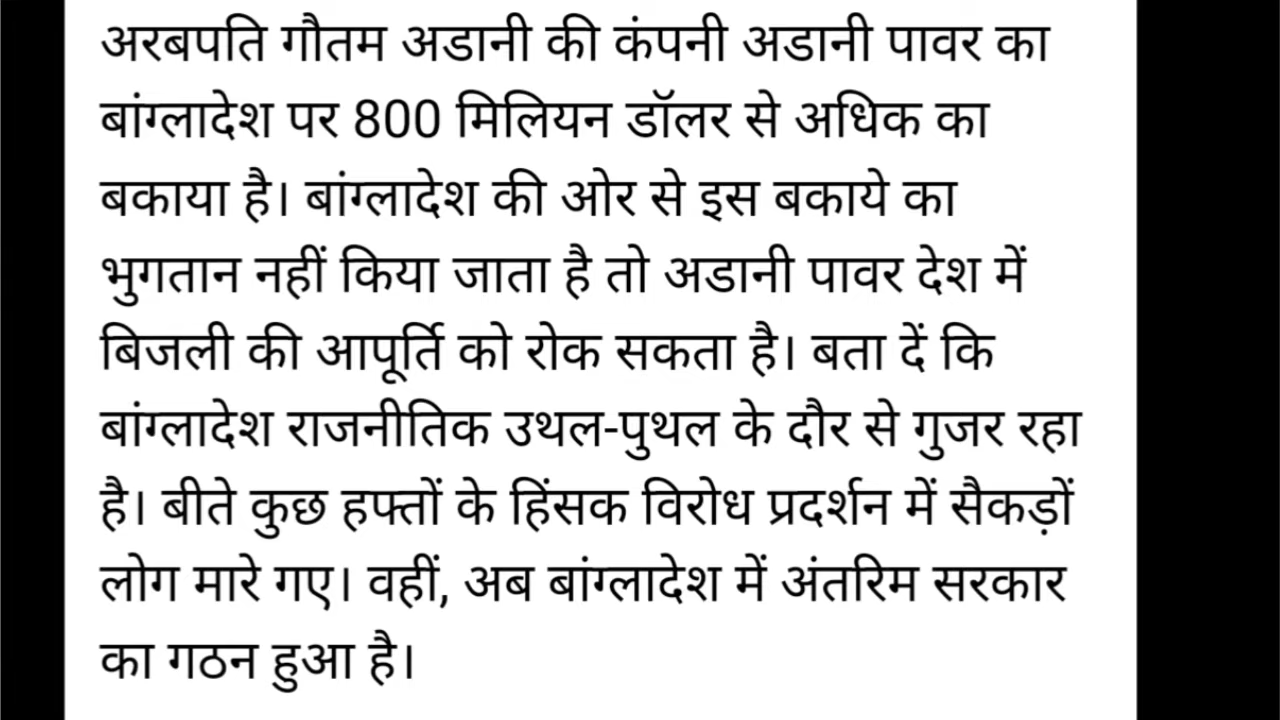 अरबपति गौतम अडानी की कंपनी अडानी पावर का
बांग्लादेश पर 800 मिलियन डॉलर से अधिक का
बकाया है। बांग्लादेश की ओर से इस बकाये का
भुगतान नहीं किया जाता है तो अडानी पावर देश में
बिजली की आपूर्ति को रोक सकता है। बता दें कि
बांग्लादेश राजनीतिक उथल-पुथल के दौर से गुजर रहा
है। बीते कुछ हफ्तों के हिंसक विरोध प्रदर्शन में सैकड़ों
लोग मारे गए। वहीं, अब बांग्लादेश में अंतरिम सरकार
का गठन हुआ है।